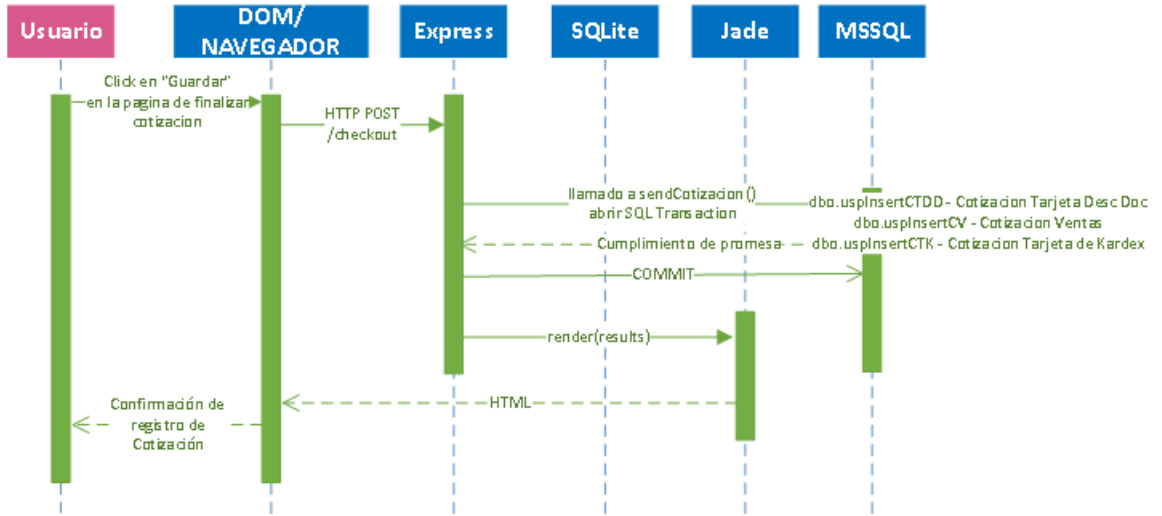 Usuario
DOM/
NAVEGADOR
Express
SQLite
Jade
MSSQL
Click en "Guardar"
en la pagina de finalizar
cotizacion
HTTP POST
/checkout
llamado a sendCotizacion()
abrir SQL Transaction
dbo.uspInsertCTDD - Cotizacion Tarjeta Desc Doc
dbo.uspInsertCV - Cotizacion Ventas
dbo.uspInsertCTK - Cotizacion Tarjeta de Kardex
Cumplimiento de promesa
COMMIT
render(results)
HTML
Confirmación de
registro de
Cotización